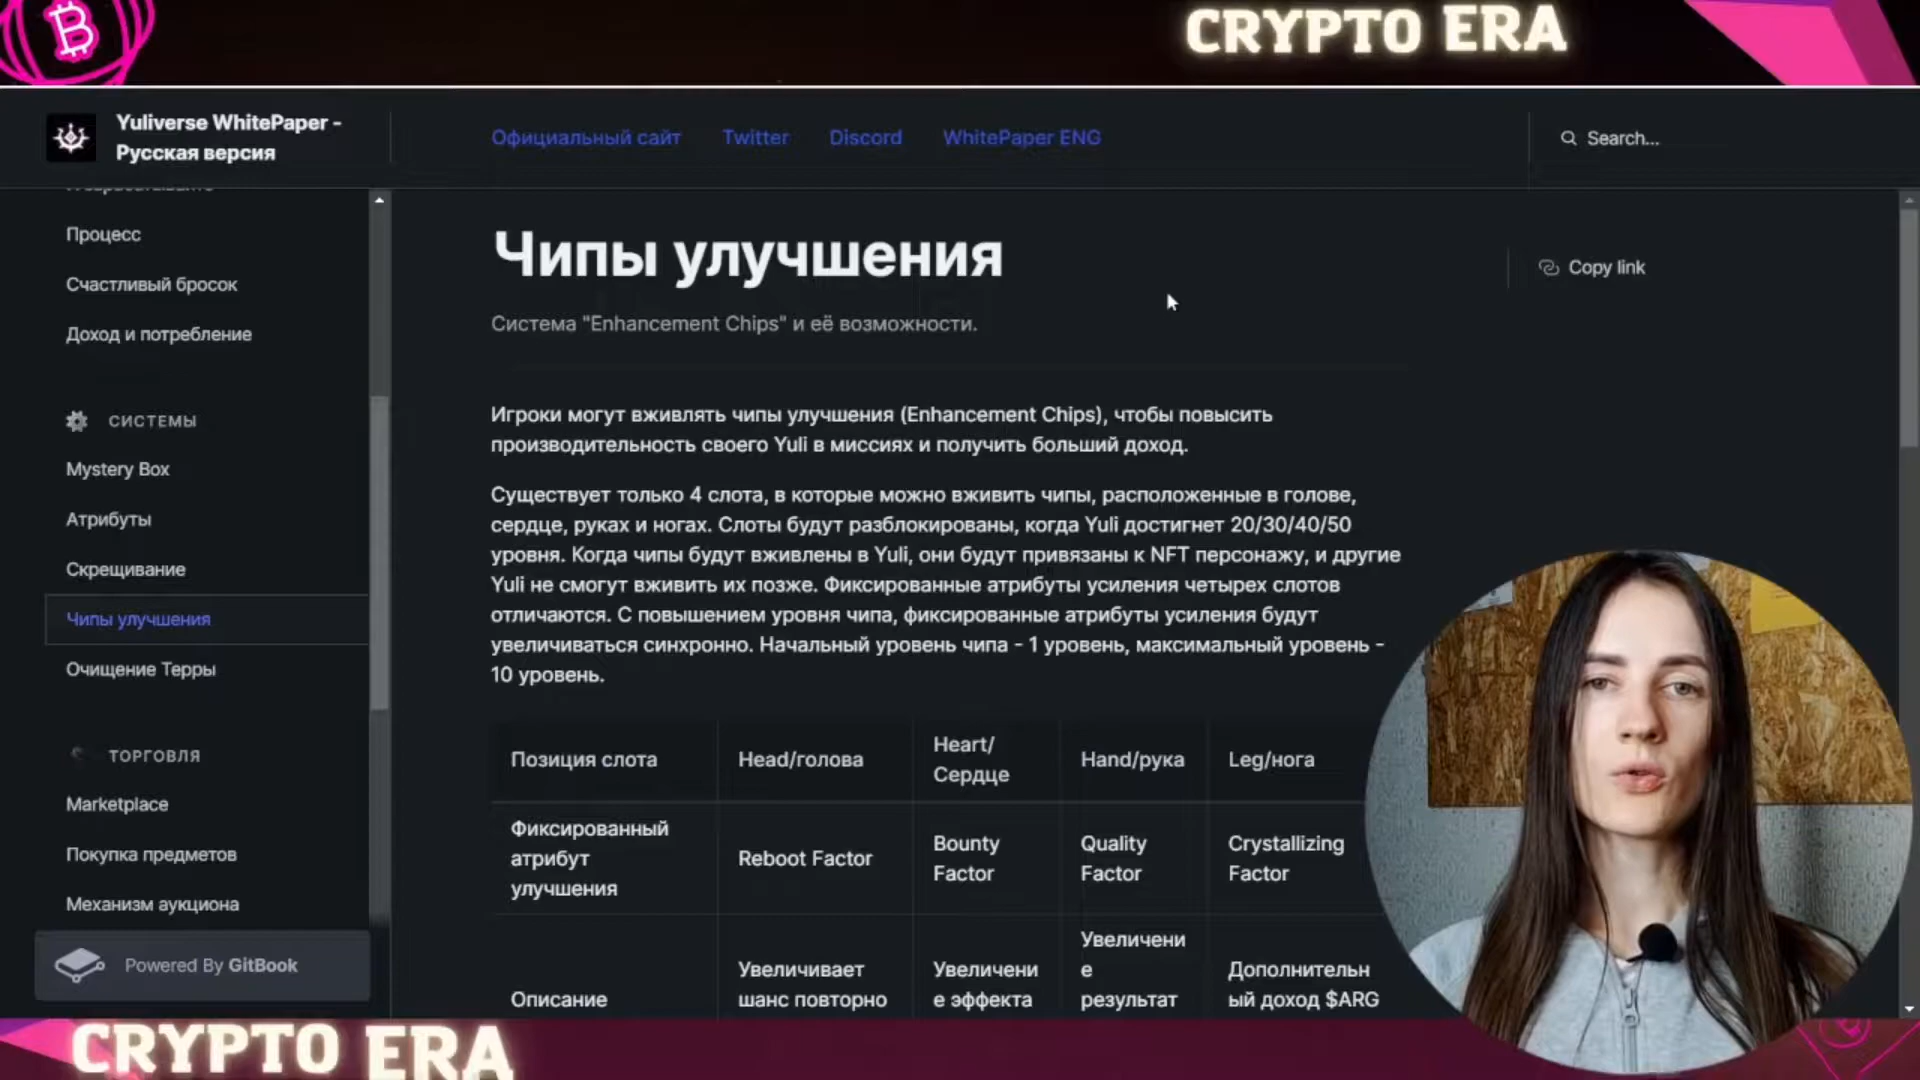 CRYPTO ERA
Yuliverse WhitePaper -
Русская версия
Официальный сайт
Twitter
Discord
WhitePaper ENG
Search...
Процесс
Счастливый бросок
Доход и потребление
СИСТЕМЫ
Mystery Box
Атрибуты
Скрещивание
Чипы улучшения
Очищение Терры
ТОРГОВЛЯ
Marketplace
Покупка предметов
Механизм аукциона
Powered By GitBook
Чипы улучшения
Copy link
Система "Enhancement Chips" и её возможности.
Игроки могут вживлять чипы улучшения (Enhancement Chips), чтобы повысить
производительность своего Yuli в миссиях и получить больший доход.
Существует только 4 слота, в которые можно вживить чипы, расположенные в голове,
сердце, руках и ногах. Слоты будут разблокированы, когда Yuli достигнет 20/30/40/50
уровня. Когда чипы будут вживлены в Yuli, они будут привязаны к NFT персонажу, и другие
Yuli не смогут вживить их позже. Фиксированные атрибуты усиления четырех слотов
отличаются. С повышением уровня чипа, фиксированные атрибуты усиления будут
увеличиваться синхронно. Начальный уровень чипа - 1 уровень, максимальный уровень -
10 уровень.
Позиция слота
Head/голова
Heart/
Сердце
Hand/рука
Leg/нога
Фиксированный
атрибут
улучшения
Reboot Factor
Bounty
Factor
Quality
Factor
Crystallizing
Factor
Описание
Увеличивает
шанс повторно
Увеличени
е эффекта
Увеличени
е
результат
Дополнительн
ый доход $ARG
CRYPTO ERA